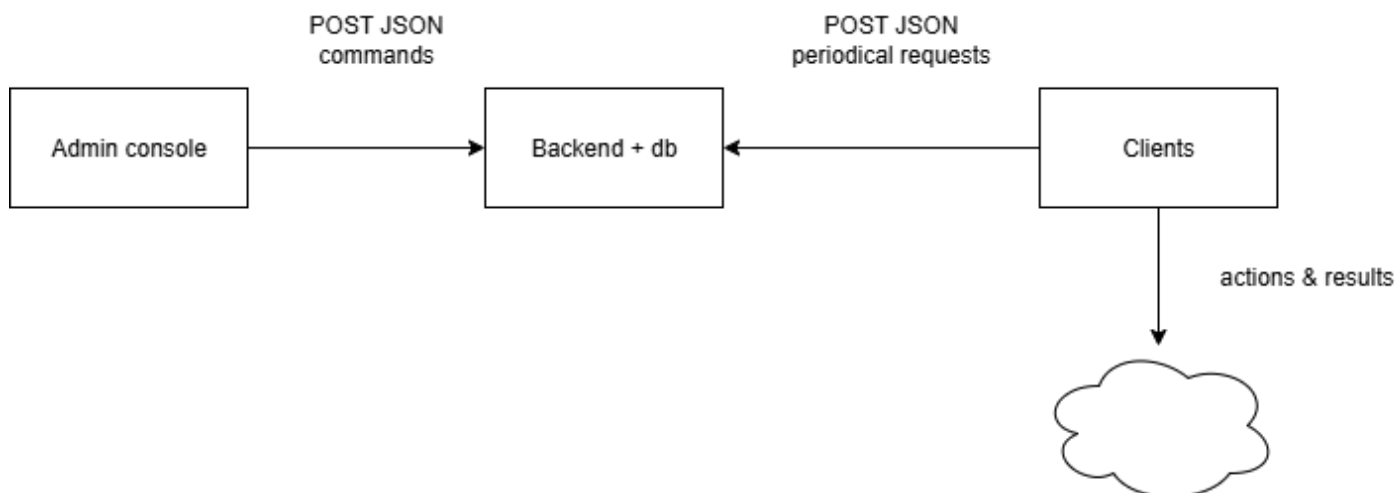 POST JSON
commands
POST JSON
periodical requests
Admin console
Backend + db
Clients
actions & results